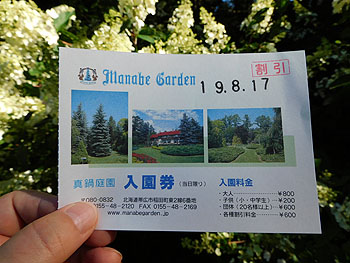 Manabe Garden
割引
19.8.17
真鍋庭園 入園券 (当日限り)
〒080-0832 北海道帯広市稲田町東2線6番地
0155-48-2120 FAX 0155-48-2169
www.manabegarden.jp
入園料金
・大人 ¥800
・子供(小・中学生) ¥200
・団体(20名様以上) ¥600
・各種割引料金 ¥600